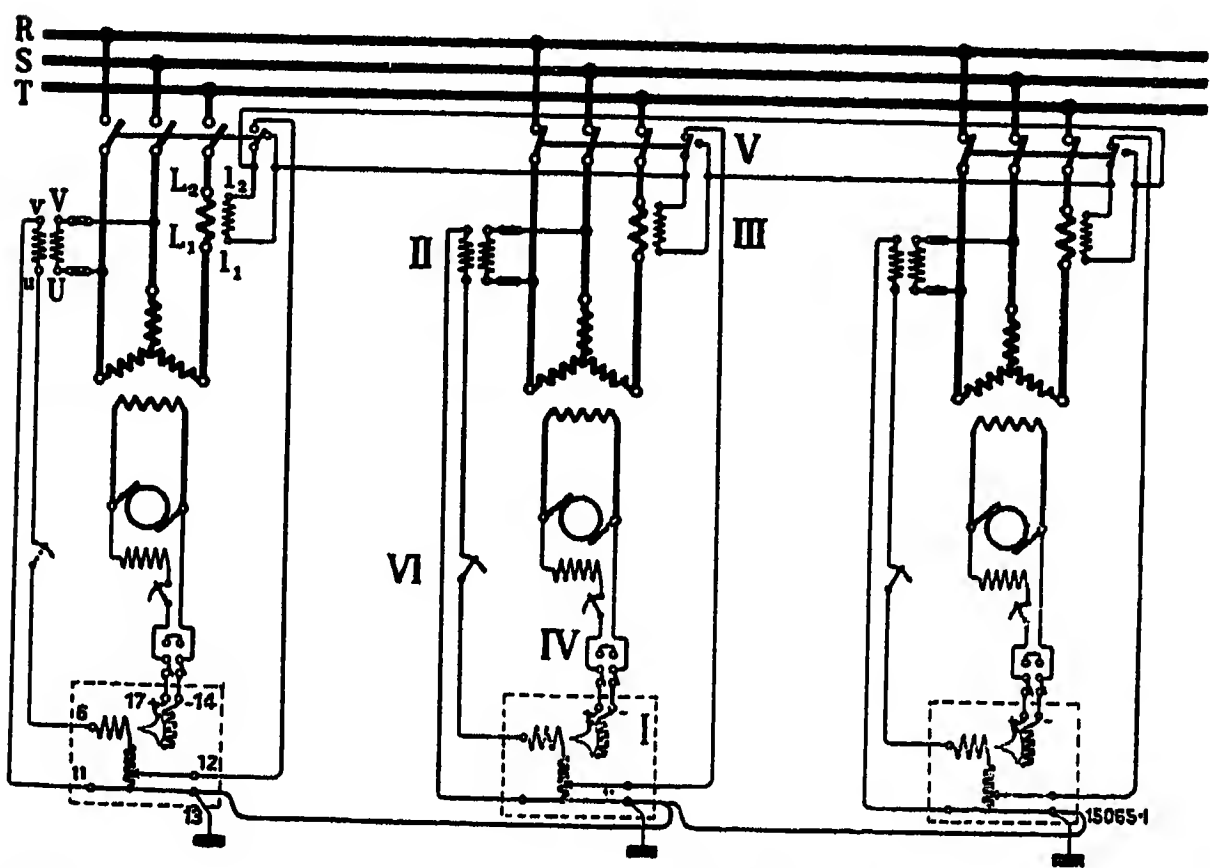 R
S
T
V
L₂ l₂
v V
L₁ l₁
u U
II
III
VI
IV
17 + - 14
6
I
+ -
+ -
12
11
13
15065·1